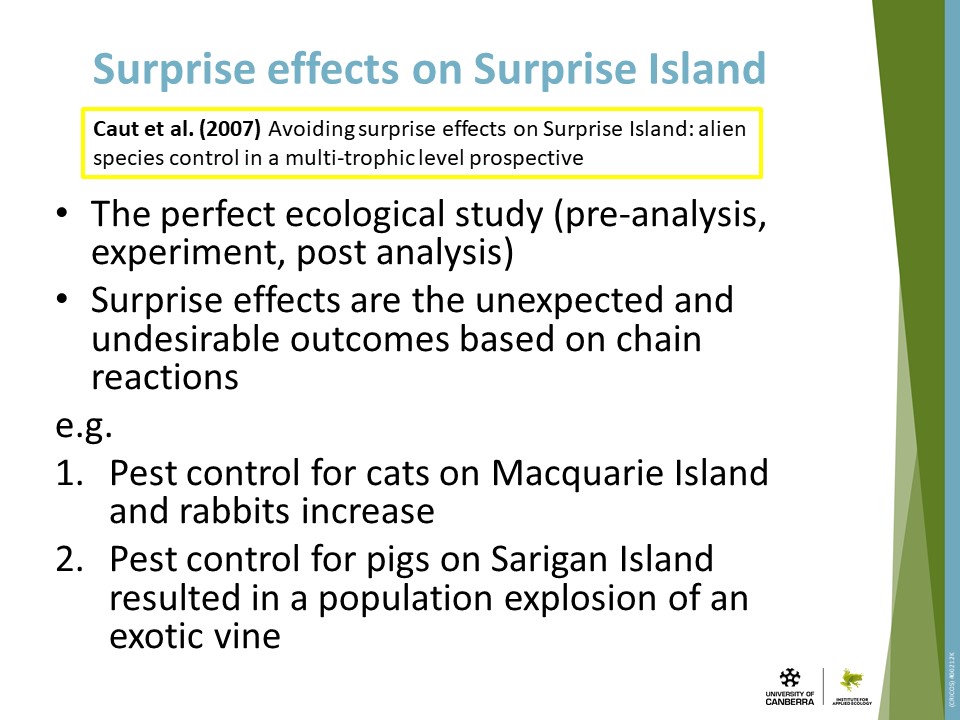 Surprise effects on Surprise Island
Caut et al. (2007) Avoiding surprise effects on Surprise Island: alien
species control in a multi-trophic level prospective
• The perfect ecological study (pre-analysis,
experiment, post analysis)
• Surprise effects are the unexpected and
undesirable outcomes based on chain
reactions
e.g.
1. Pest control for cats on Macquarie Island
and rabbits increase
2. Pest control for pigs on Sarigan Island
resulted in a population explosion of an
exotic vine
UNIVERSITY OF
CANBERRA
INSTITUTE FOR
APPLIED ECOLOGY